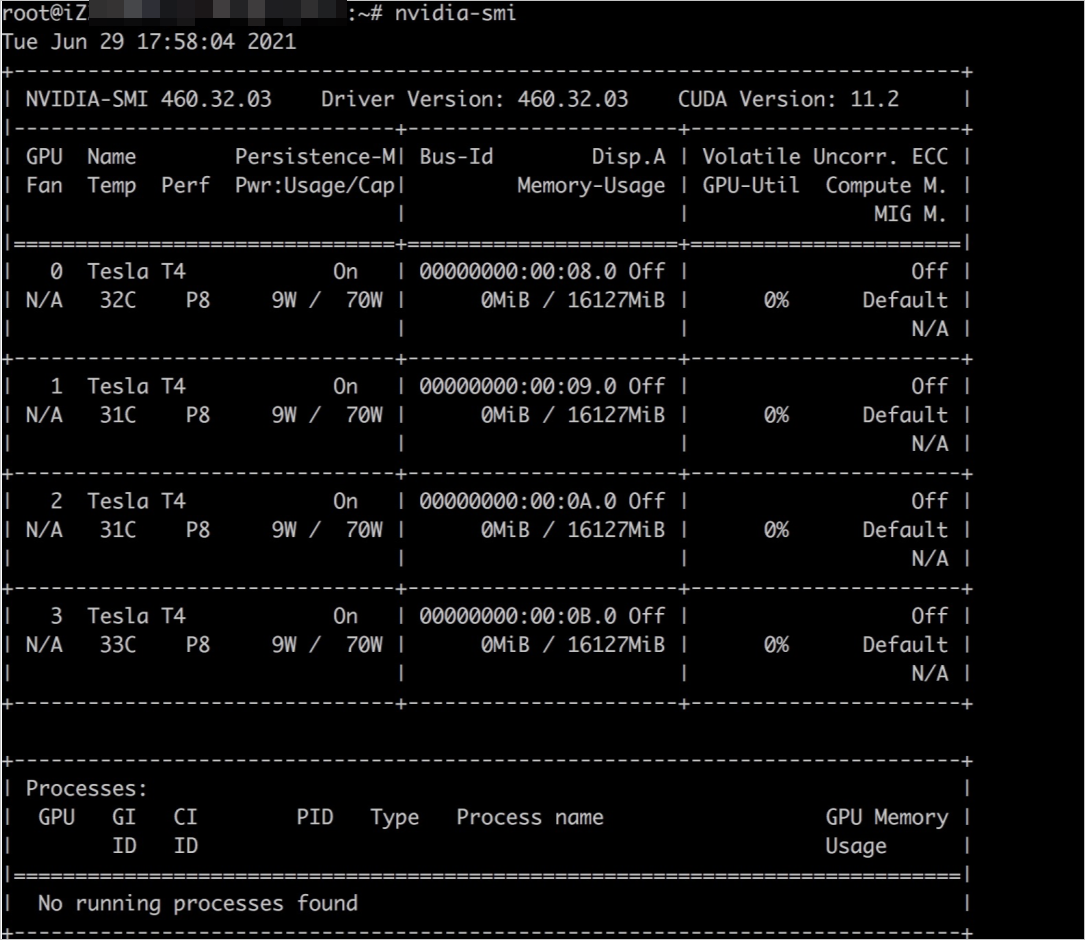 root@iZ :~# nvidia-smi
Tue Jun 29 17:58:04 2021
+-----------------------------------------------------------------------------+
| NVIDIA-SMI 460.32.03    Driver Version: 460.32.03    CUDA Version: 11.2     |
|-------------------------------+----------------------+----------------------+
| GPU  Name        Persistence-M| Bus-Id        Disp.A | Volatile Uncorr. ECC |
| Fan  Temp  Perf  Pwr:Usage/Cap|         Memory-Usage | GPU-Util  Compute M. |
|                               |                      |               MIG M. |
|===============================+======================+======================|
|   0  Tesla T4            On   | 00000000:00:08.0 Off |                  Off |
| N/A   32C    P8     9W /  70W |      0MiB / 16127MiB |      0%      Default |
|                               |                      |                  N/A |
+-------------------------------+----------------------+----------------------+
|   1  Tesla T4            On   | 00000000:00:09.0 Off |                  Off |
| N/A   31C    P8     9W /  70W |      0MiB / 16127MiB |      0%      Default |
|                               |                      |                  N/A |
+-------------------------------+----------------------+----------------------+
|   2  Tesla T4            On   | 00000000:00:0A.0 Off |                  Off |
| N/A   31C    P8     9W /  70W |      0MiB / 16127MiB |      0%      Default |
|                               |                      |                  N/A |
+-------------------------------+----------------------+----------------------+
|   3  Tesla T4            On   | 00000000:00:0B.0 Off |                  Off |
| N/A   33C    P8     9W /  70W |      0MiB / 16127MiB |      0%      Default |
|                               |                      |                  N/A |
+-------------------------------+----------------------+----------------------+

+-----------------------------------------------------------------------------+
| Processes:                                                                  |
|  GPU   GI   CI        PID   Type   Process name                  GPU Memory |
|        ID   ID                                                   Usage      |
|=============================================================================|
|  No running processes found                                                 |
+-----------------------------------------------------------------------------+